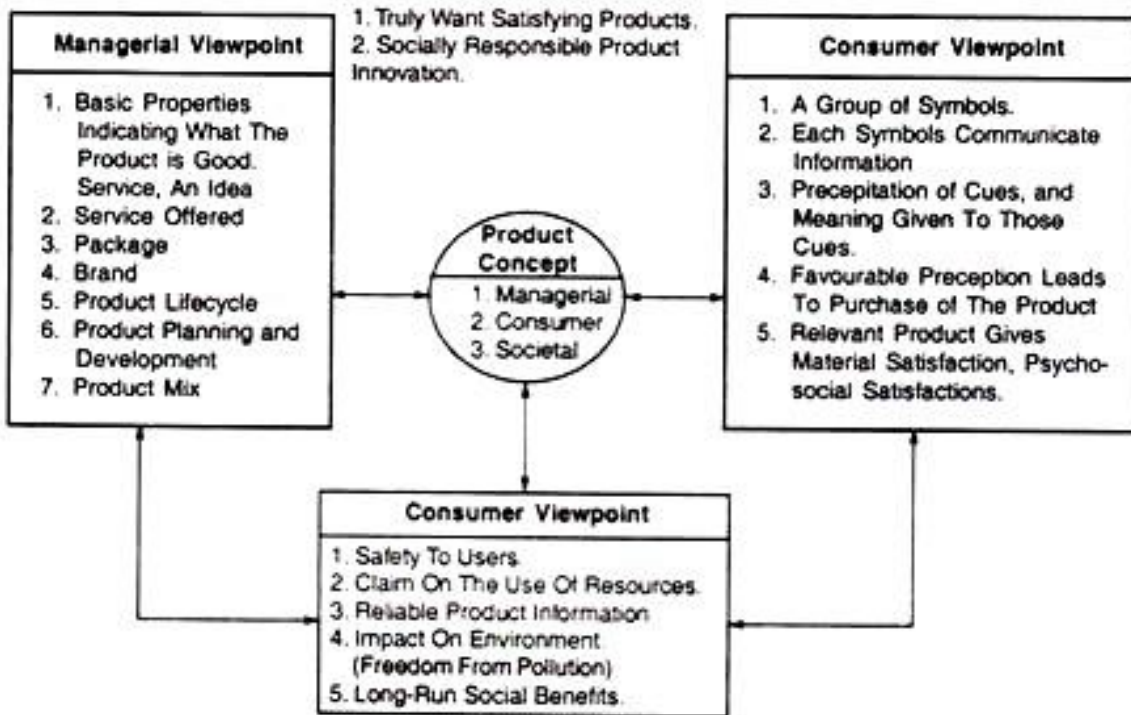 1. Truly Want Satisfying Products.
2. Socially Responsible Product
Innovation.
Managerial Viewpoint
1. Basic Properties
Indicating What The
Product is Good.
Service, An Idea
2. Service Offered
3. Package
4. Brand
5. Product Lifecycle
6. Product Planning and
Development
7. Product Mix
Product
Concept
1. Managerial
2. Consumer
3. Societal
Consumer Viewpoint
1. A Group of Symbols.
2. Each Symbols Communicate
Information
3. Precepitation of Cues, and
Meaning Given To Those
Cues.
4. Favourable Preception Leads
To Purchase of The Product
5. Relevant Product Gives
Material Satisfaction, Psycho-
social Satisfactions.
Consumer Viewpoint
1. Safety To Users.
2. Claim On The Use Of Resources.
3. Reliable Product Information
4. Impact On Environment
(Freedom From Pollution)
5. Long-Run Social Benefits.